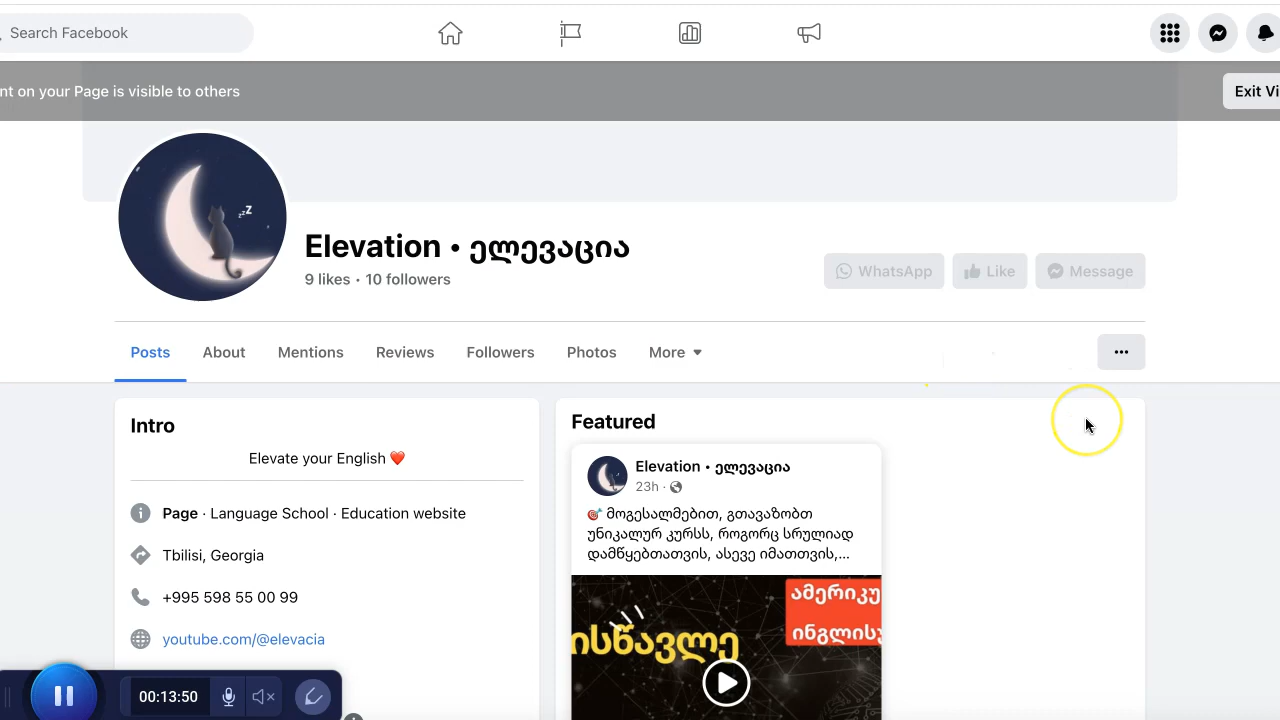 Search Facebook
nt on your Page is visible to others
Exit Vi
zzZ
Elevation • ელევაცია
9 likes · 10 followers
WhatsApp
Like
Message
Posts
About
Mentions
Reviews
Followers
Photos
More
Intro
Elevate your English ❤️
Page · Language School · Education website
Tbilisi, Georgia
+995 598 55 00 99
youtube.com/@elevacia
Featured
Elevation • ელევაცია
23h ·
🎯 მოგესალმებით, გთავაზობთ
უნიკალურ კურსს, როგორც სრულიად
დამწყებთათვის, ასევე იმათთვის,...
ისწავლე
ამერიკუ
ინგლისუ
00:13:50